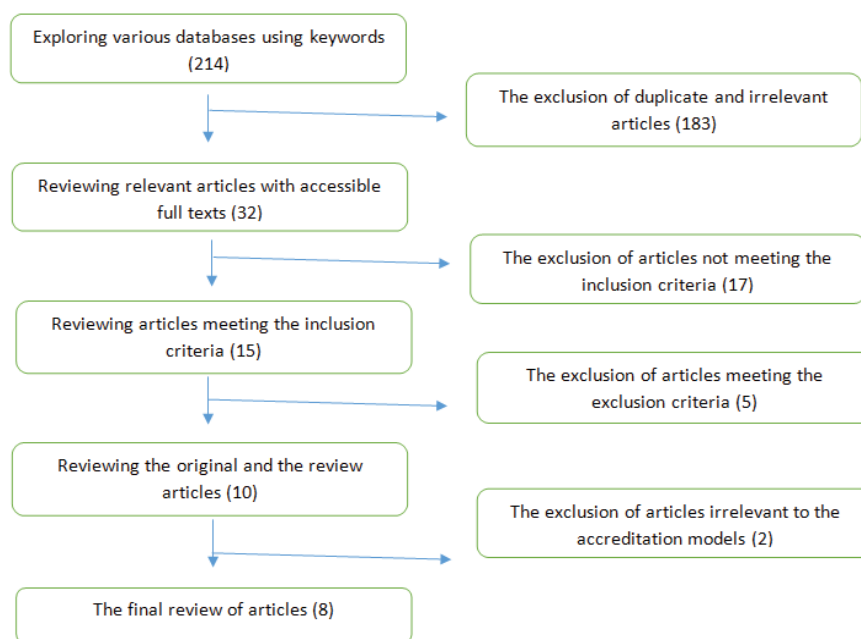 Exploring various databases using keywords
(214)
The exclusion of duplicate and irrelevant
articles (183)
Reviewing relevant articles with accessible
full texts (32)
The exclusion of articles not meeting the
inclusion criteria (17)
Reviewing articles meeting the inclusion
criteria (15)
The exclusion of articles meeting the
exclusion criteria (5)
Reviewing the original and the review
articles (10)
The exclusion of articles irrelevant to the
accreditation models (2)
The final review of articles (8)